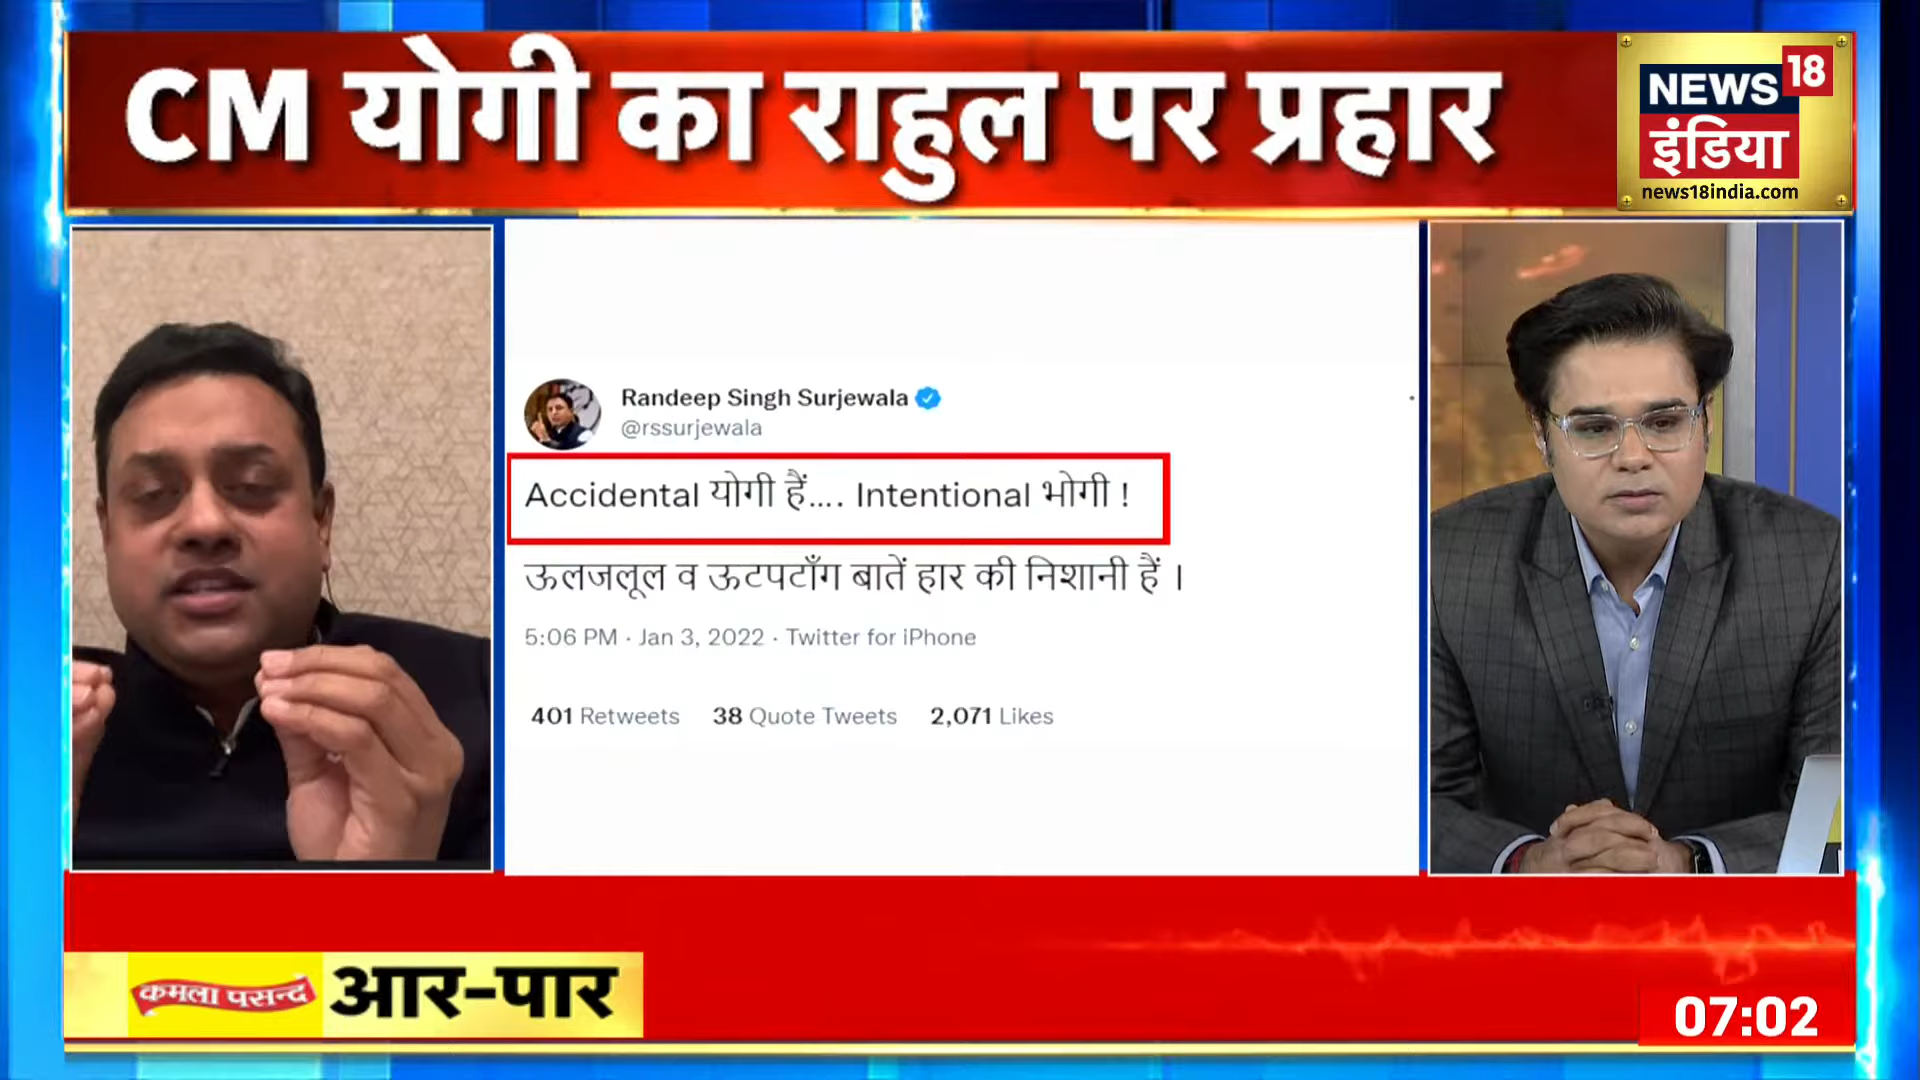 CM योगी का राहुल पर प्रहार
NEWS 18
इंडिया
news18india.com
Randeep Singh Surjewala
@rssurjewala
Accidental योगी हैं.... Intentional भोगी !
ऊलजलूल व ऊटपटाँग बातें हार की निशानी हैं ।
5:06 PM · Jan 3, 2022 · Twitter for iPhone
401 Retweets 38 Quote Tweets 2,071 Likes
कमला पसन्द आर-पार
07:02